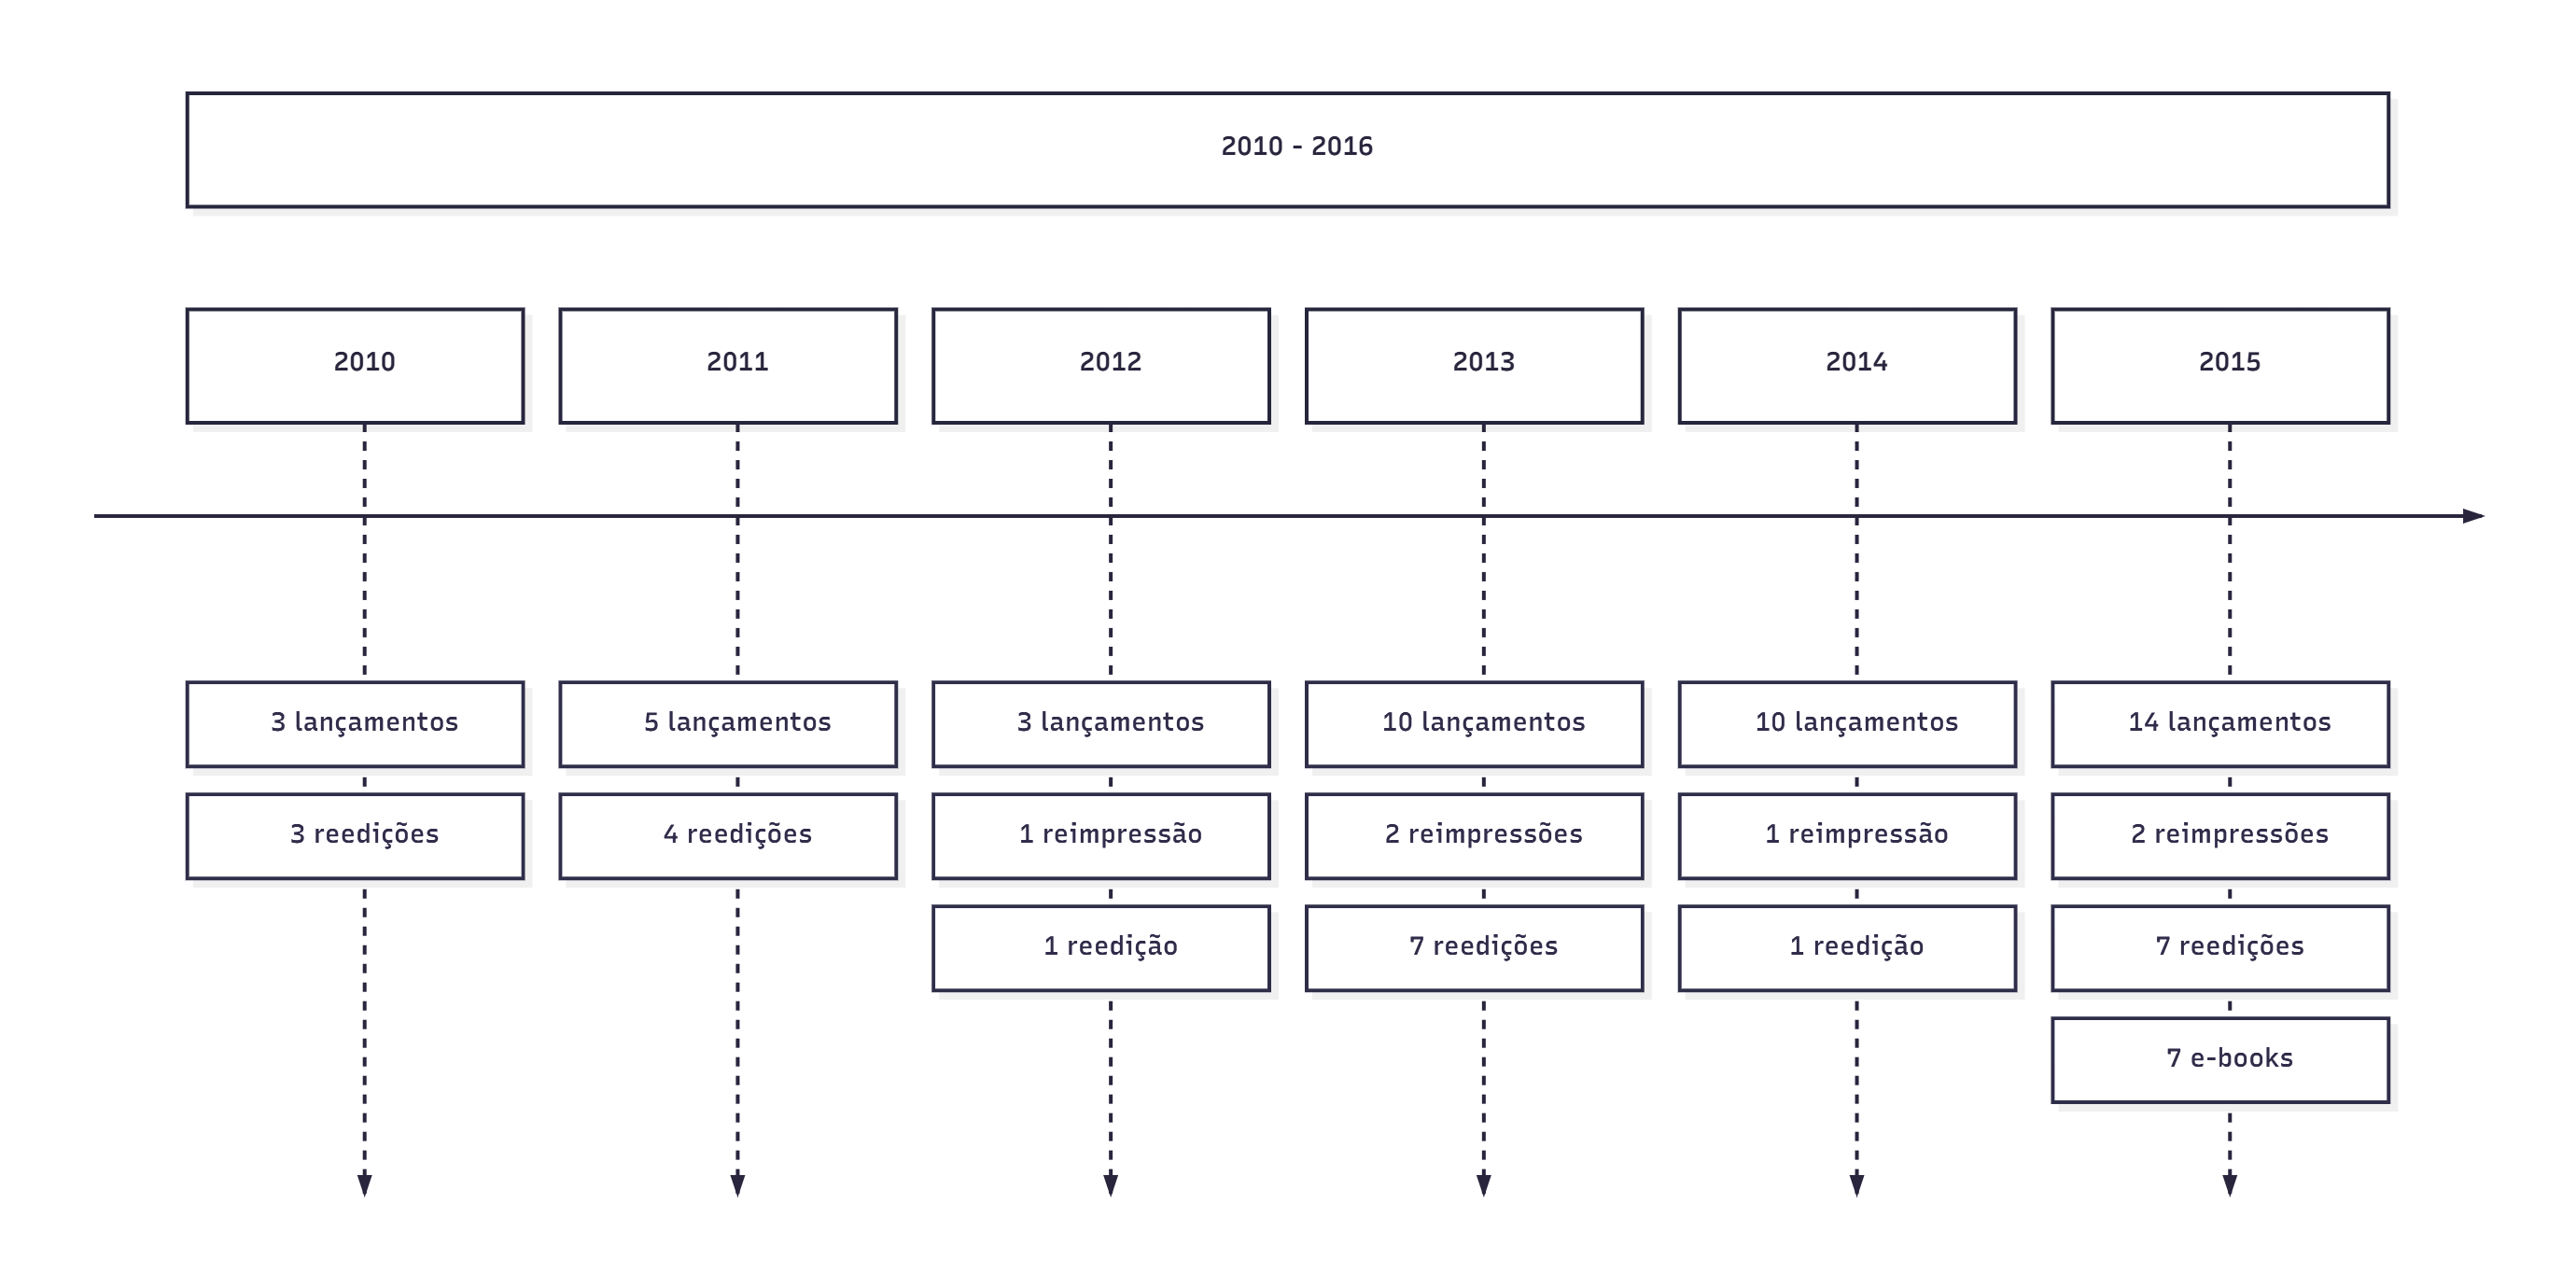 2010 - 2016
2010
2011
2012
2013
2014
2015
3 lançamentos
3 reedições
5 lançamentos
4 reedições
3 lançamentos
1 reimpressão
1 reedição
10 lançamentos
2 reimpressões
7 reedições
10 lançamentos
1 reimpressão
1 reedição
14 lançamentos
2 reimpressões
7 reedições
7 e-books